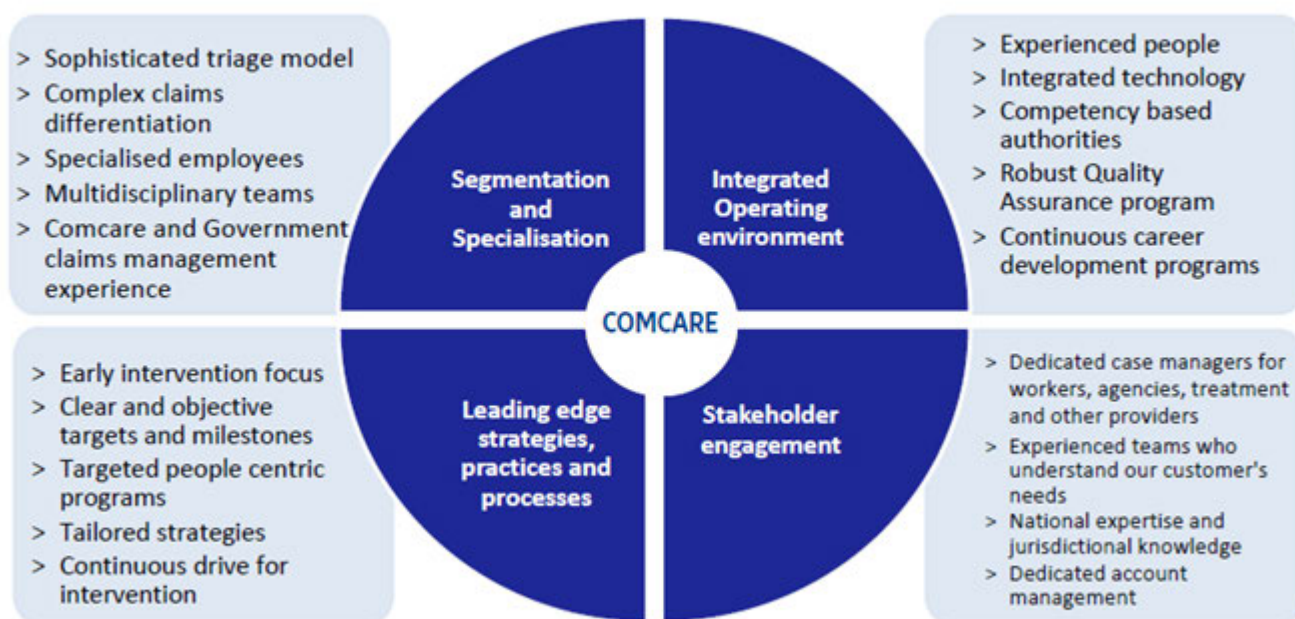 > Sophisticated triage model
> Complex claims
differentiation
> Specialised employees
> Multidisciplinary teams
> Comcare and Government
claims management
experience
Segmentation
and
Specialisation
Integrated
Operating
environment
> Experienced people
> Integrated technology
> Competency based
authorities
> Robust Quality
Assurance program
> Continuous career
development programs
COMCARE
> Early intervention focus
> Clear and objective
targets and milestones
> Targeted people centric
programs
> Tailored strategies
> Continuous drive for
intervention
Leading edge
strategies,
practices and
processes
Stakeholder
engagement
> Dedicated case managers for
workers, agencies, treatment
and other providers
> Experienced teams who
understand our customer's
needs
> National expertise and
jurisdictional knowledge
> Dedicated account
management